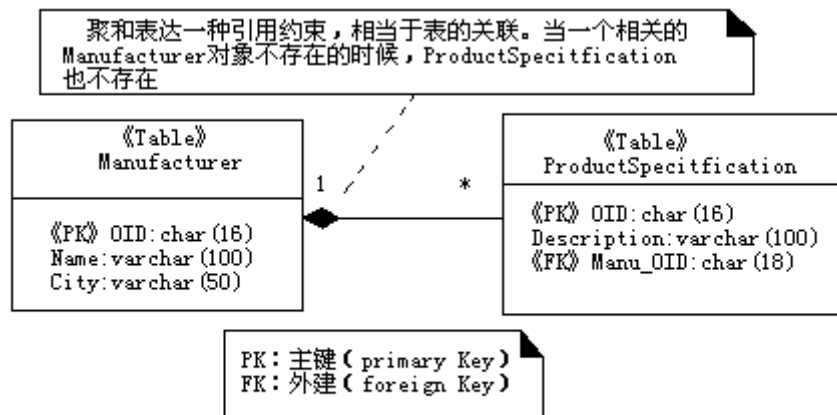 聚和表达一种引用约束，相当于表的关联。当一个相关的
Manufacturer对象不存在的时候，ProductSpecitfication
也不存在
《Table》
Manufacturer
《PK》 OID:char(16)
Name:varchar(100)
City:varchar(50)
1
*
《Table》
ProductSpecitfication
《PK》 OID:char(16)
Description:varchar(100)
《FK》 Manu_OID:char(18)
PK：主键( primary Key)
FK：外建( foreign Key)